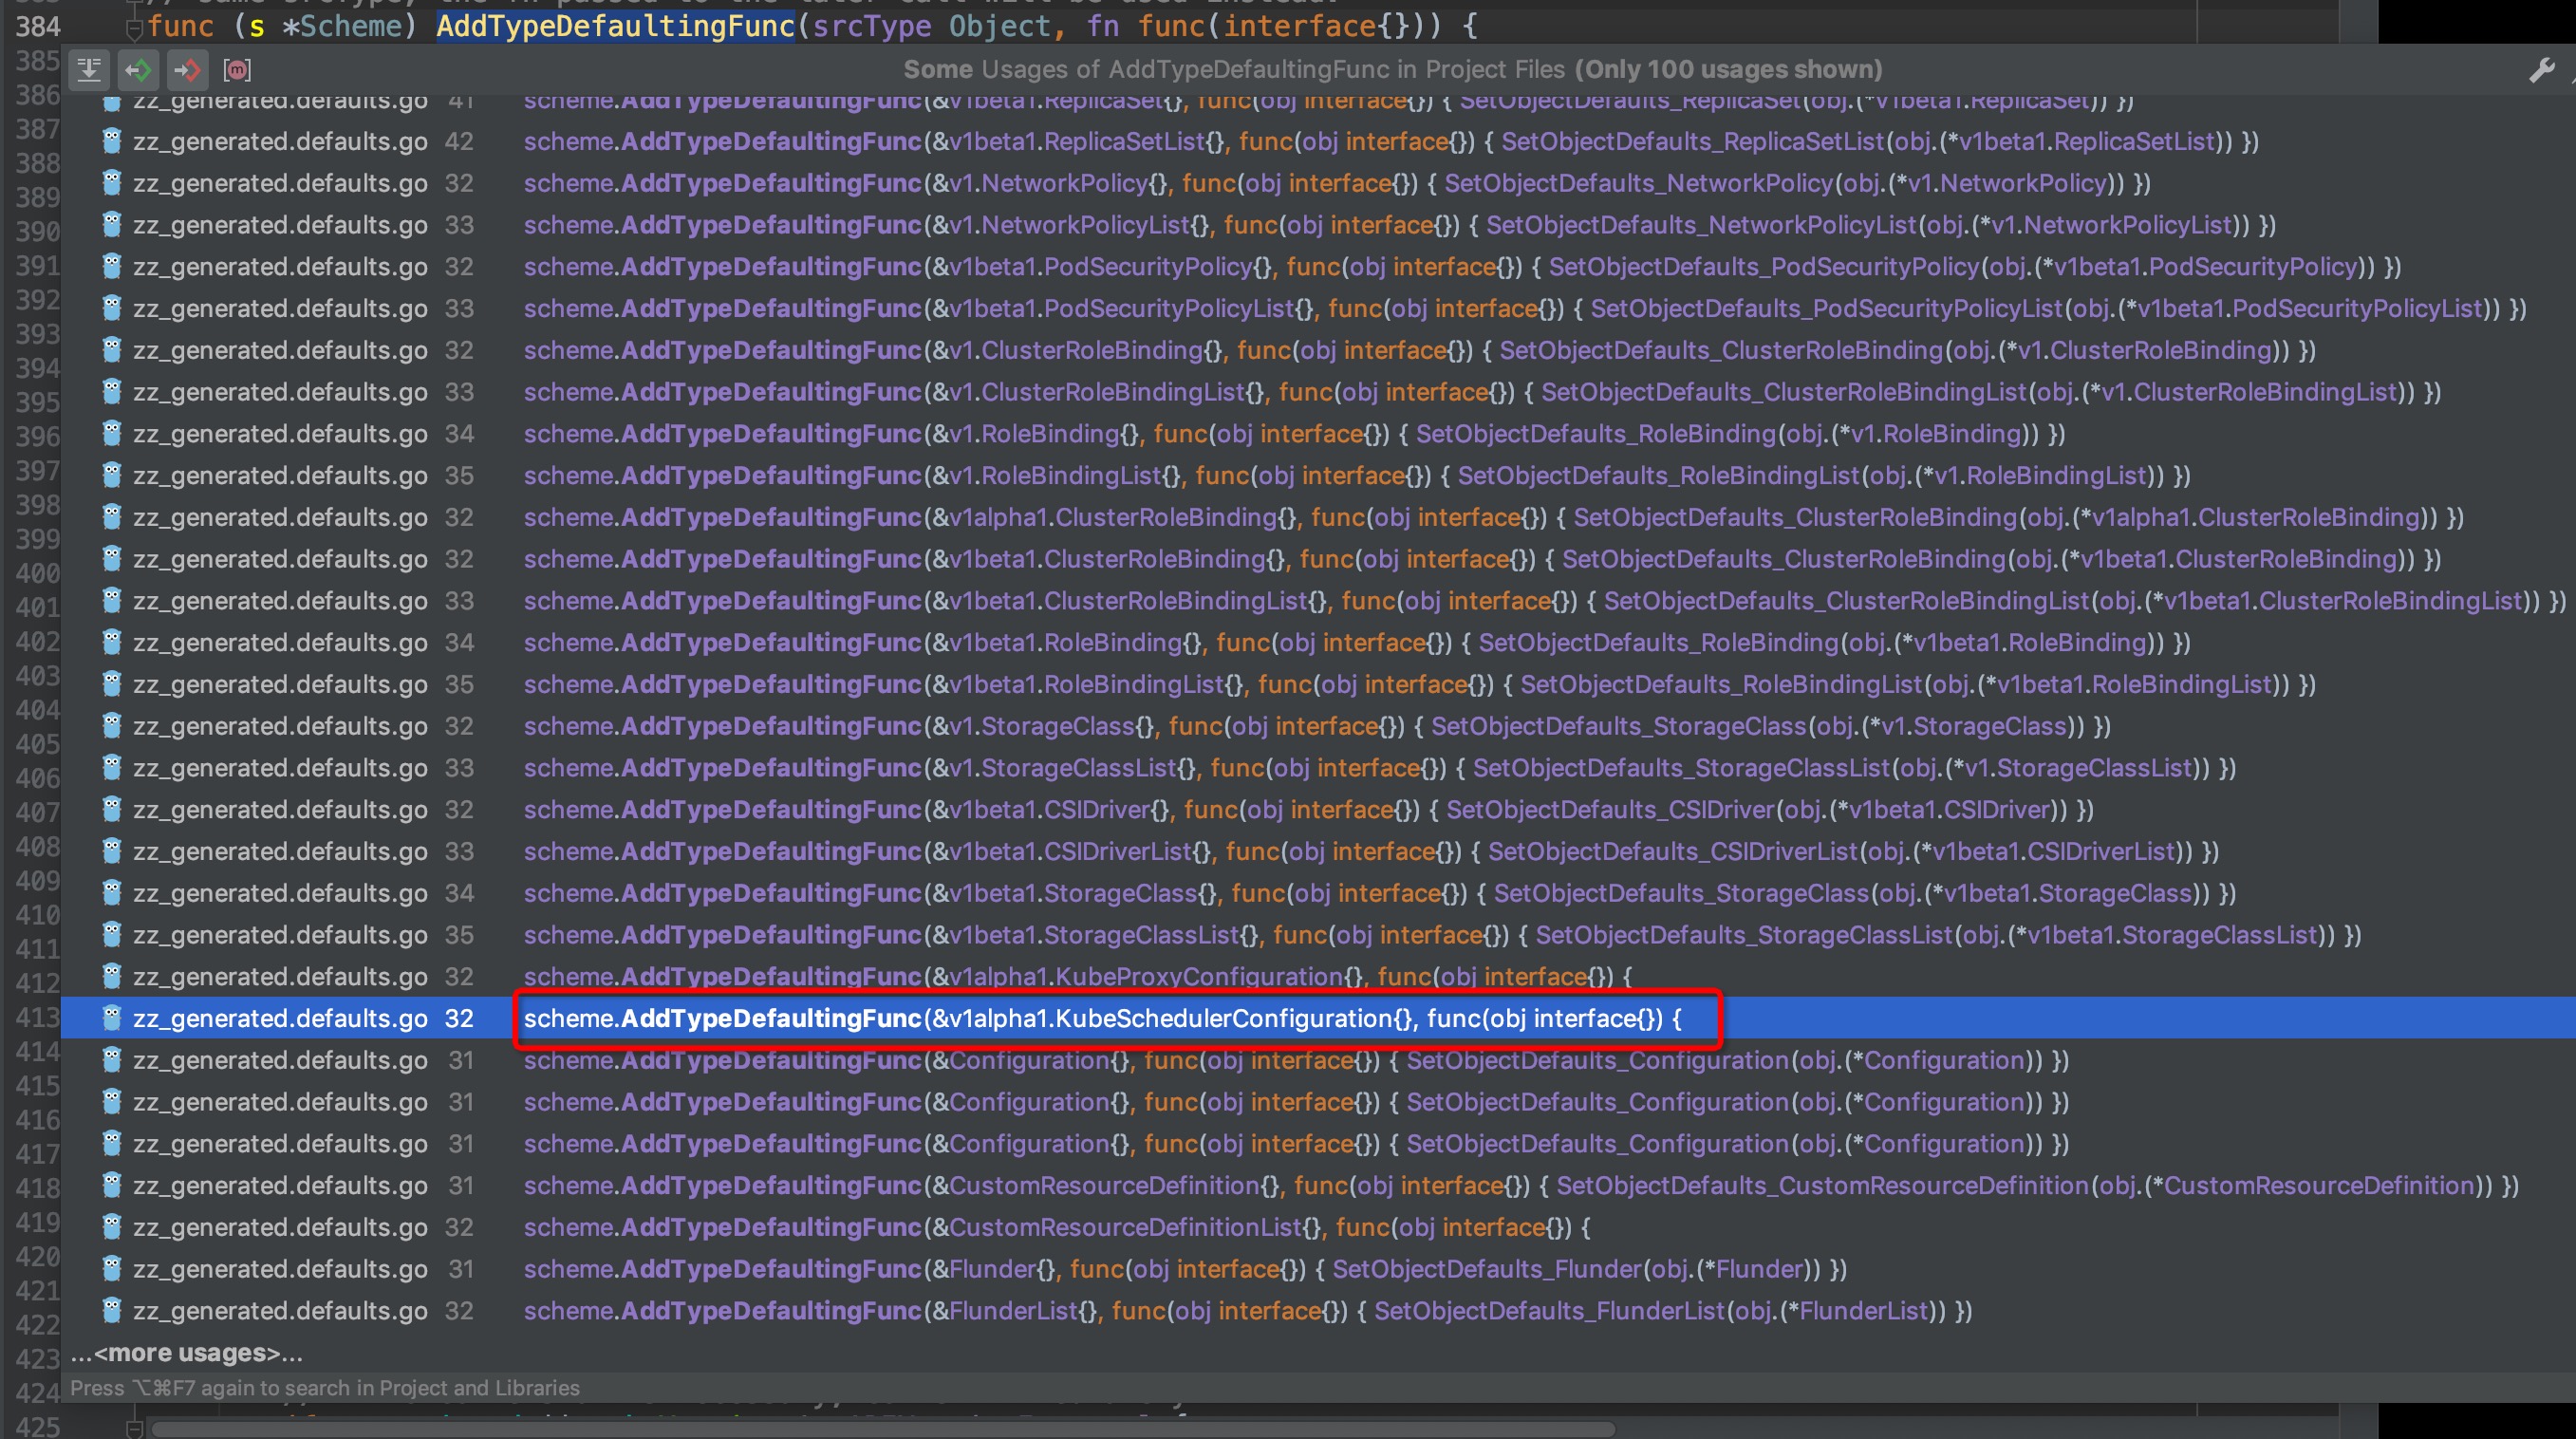 384 func (s *Scheme) AddTypeDefaultingFunc(srcType Object, fn func(interface{})) {
385
Some Usages of AddTypeDefaultingFunc in Project Files (Only 100 usages shown)
386 zz_generated.defaults.go 41 scheme.AddTypeDefaultingFunc(&v1beta1.ReplicaSet{}, func(obj interface{}) { SetObjectDefaults_ReplicaSet(obj.(*v1beta1.ReplicaSet)) })
387 zz_generated.defaults.go 42 scheme.AddTypeDefaultingFunc(&v1beta1.ReplicaSetList{}, func(obj interface{}) { SetObjectDefaults_ReplicaSetList(obj.(*v1beta1.ReplicaSetList)) })
388 zz_generated.defaults.go 32 scheme.AddTypeDefaultingFunc(&v1.NetworkPolicy{}, func(obj interface{}) { SetObjectDefaults_NetworkPolicy(obj.(*v1.NetworkPolicy)) })
389
390 zz_generated.defaults.go 33 scheme.AddTypeDefaultingFunc(&v1.NetworkPolicyList{}, func(obj interface{}) { SetObjectDefaults_NetworkPolicyList(obj.(*v1.NetworkPolicyList)) })
391 zz_generated.defaults.go 32 scheme.AddTypeDefaultingFunc(&v1beta1.PodSecurityPolicy{}, func(obj interface{}) { SetObjectDefaults_PodSecurityPolicy(obj.(*v1beta1.PodSecurityPolicy)) })
392 zz_generated.defaults.go 33 scheme.AddTypeDefaultingFunc(&v1beta1.PodSecurityPolicyList{}, func(obj interface{}) { SetObjectDefaults_PodSecurityPolicyList(obj.(*v1beta1.PodSecurityPolicyList)) })
393
394 zz_generated.defaults.go 32 scheme.AddTypeDefaultingFunc(&v1.ClusterRoleBinding{}, func(obj interface{}) { SetObjectDefaults_ClusterRoleBinding(obj.(*v1.ClusterRoleBinding)) })
395 zz_generated.defaults.go 33 scheme.AddTypeDefaultingFunc(&v1.ClusterRoleBindingList{}, func(obj interface{}) { SetObjectDefaults_ClusterRoleBindingList(obj.(*v1.ClusterRoleBindingList)) })
396 zz_generated.defaults.go 34 scheme.AddTypeDefaultingFunc(&v1.RoleBinding{}, func(obj interface{}) { SetObjectDefaults_RoleBinding(obj.(*v1.RoleBinding)) })
397 zz_generated.defaults.go 35 scheme.AddTypeDefaultingFunc(&v1.RoleBindingList{}, func(obj interface{}) { SetObjectDefaults_RoleBindingList(obj.(*v1.RoleBindingList)) })
398
399 zz_generated.defaults.go 32 scheme.AddTypeDefaultingFunc(&v1alpha1.ClusterRoleBinding{}, func(obj interface{}) { SetObjectDefaults_ClusterRoleBinding(obj.(*v1alpha1.ClusterRoleBinding)) })
400 zz_generated.defaults.go 32 scheme.AddTypeDefaultingFunc(&v1beta1.ClusterRoleBinding{}, func(obj interface{}) { SetObjectDefaults_ClusterRoleBinding(obj.(*v1beta1.ClusterRoleBinding)) })
401 zz_generated.defaults.go 33 scheme.AddTypeDefaultingFunc(&v1beta1.ClusterRoleBindingList{}, func(obj interface{}) { SetObjectDefaults_ClusterRoleBindingList(obj.(*v1beta1.ClusterRoleBindingList)) })
402 zz_generated.defaults.go 34 scheme.AddTypeDefaultingFunc(&v1beta1.RoleBinding{}, func(obj interface{}) { SetObjectDefaults_RoleBinding(obj.(*v1beta1.RoleBinding)) })
403 zz_generated.defaults.go 35 scheme.AddTypeDefaultingFunc(&v1beta1.RoleBindingList{}, func(obj interface{}) { SetObjectDefaults_RoleBindingList(obj.(*v1beta1.RoleBindingList)) })
404
405 zz_generated.defaults.go 32 scheme.AddTypeDefaultingFunc(&v1.StorageClass{}, func(obj interface{}) { SetObjectDefaults_StorageClass(obj.(*v1.StorageClass)) })
406 zz_generated.defaults.go 33 scheme.AddTypeDefaultingFunc(&v1.StorageClassList{}, func(obj interface{}) { SetObjectDefaults_StorageClassList(obj.(*v1.StorageClassList)) })
407 zz_generated.defaults.go 32 scheme.AddTypeDefaultingFunc(&v1beta1.CSIDriver{}, func(obj interface{}) { SetObjectDefaults_CSIDriver(obj.(*v1beta1.CSIDriver)) })
408 zz_generated.defaults.go 33 scheme.AddTypeDefaultingFunc(&v1beta1.CSIDriverList{}, func(obj interface{}) { SetObjectDefaults_CSIDriverList(obj.(*v1beta1.CSIDriverList)) })
409
410 zz_generated.defaults.go 34 scheme.AddTypeDefaultingFunc(&v1beta1.StorageClass{}, func(obj interface{}) { SetObjectDefaults_StorageClass(obj.(*v1beta1.StorageClass)) })
411 zz_generated.defaults.go 35 scheme.AddTypeDefaultingFunc(&v1beta1.StorageClassList{}, func(obj interface{}) { SetObjectDefaults_StorageClassList(obj.(*v1beta1.StorageClassList)) })
412 zz_generated.defaults.go 32 scheme.AddTypeDefaultingFunc(&v1alpha1.KubeProxyConfiguration{}, func(obj interface{}) {
413 zz_generated.defaults.go 32 scheme.AddTypeDefaultingFunc(&v1alpha1.KubeSchedulerConfiguration{}, func(obj interface{}) {
414 zz_generated.defaults.go 31 scheme.AddTypeDefaultingFunc(&Configuration{}, func(obj interface{}) { SetObjectDefaults_Configuration(obj.(*Configuration)) })
415
416 zz_generated.defaults.go 31 scheme.AddTypeDefaultingFunc(&Configuration{}, func(obj interface{}) { SetObjectDefaults_Configuration(obj.(*Configuration)) })
417 zz_generated.defaults.go 31 scheme.AddTypeDefaultingFunc(&Configuration{}, func(obj interface{}) { SetObjectDefaults_Configuration(obj.(*Configuration)) })
418 zz_generated.defaults.go 31 scheme.AddTypeDefaultingFunc(&CustomResourceDefinition{}, func(obj interface{}) { SetObjectDefaults_CustomResourceDefinition(obj.(*CustomResourceDefinition)) })
419 zz_generated.defaults.go 32 scheme.AddTypeDefaultingFunc(&CustomResourceDefinitionList{}, func(obj interface{}) {
420
421 zz_generated.defaults.go 31 scheme.AddTypeDefaultingFunc(&Flunder{}, func(obj interface{}) { SetObjectDefaults_Flunder(obj.(*Flunder)) })
422 zz_generated.defaults.go 32 scheme.AddTypeDefaultingFunc(&FlunderList{}, func(obj interface{}) { SetObjectDefaults_FlunderList(obj.(*FlunderList)) })
423 ...<more usages>...
424 Press ⌥⌘F7 again to search in Project and Libraries
425